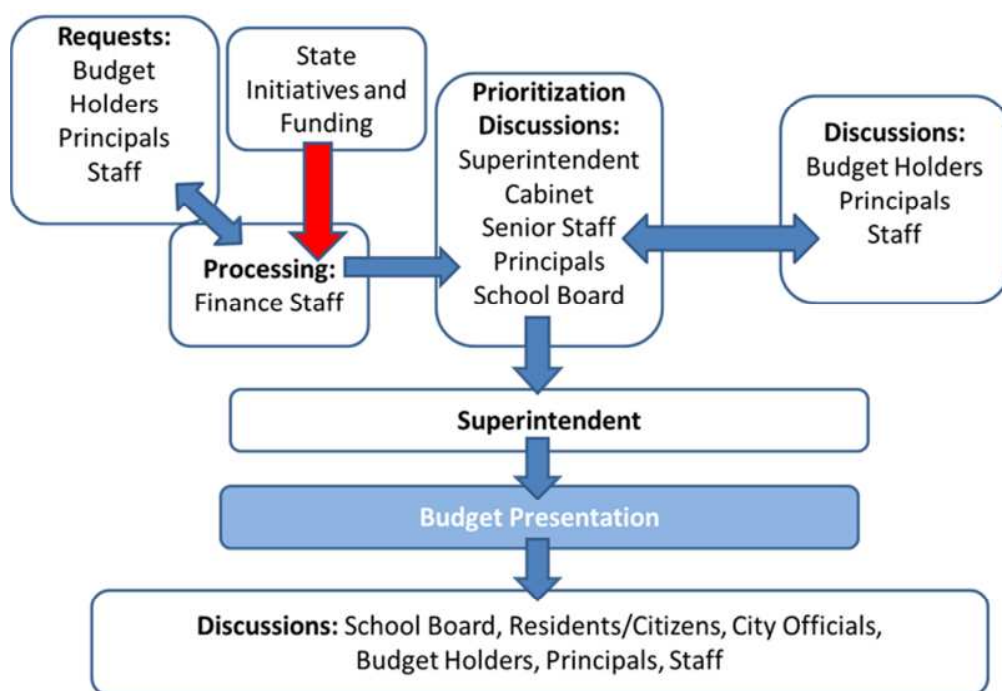 Requests:
Budget
Holders
Principals
Staff
State
Initiatives and
Funding
Processing:
Finance Staff
Prioritization
Discussions:
Superintendent
Cabinet
Senior Staff
Principals
School Board
Discussions:
Budget Holders
Principals
Staff
Superintendent
Budget Presentation
Discussions: School Board, Residents/Citizens, City Officials,
Budget Holders, Principals, Staff